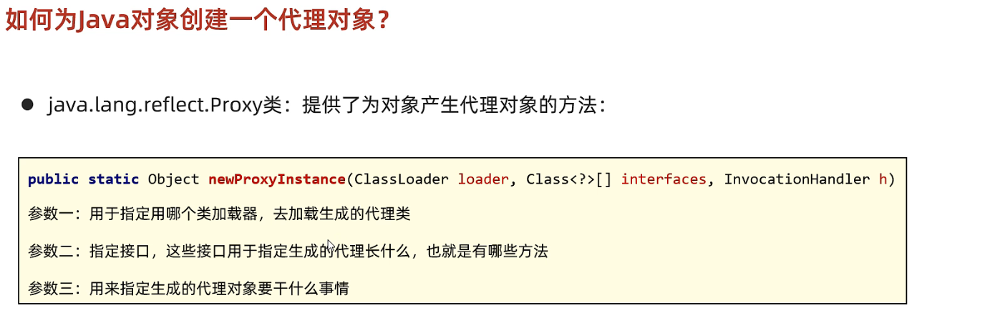 如何为Java对象创建一个代理对象？
● java.lang.reflect.Proxy类：提供了为对象产生代理对象的方法：
public static Object newProxyInstance(ClassLoader loader, Class<?>[] interfaces, InvocationHandler h)
参数一：用于指定用哪个类加载器，去加载生成的代理类
参数二：指定接口，这些接口用于指定生成的代理长什么，也就是有哪些方法
参数三：用来指定生成的代理对象要干什么事情